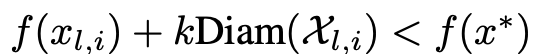 f(x_{l,i}) + kDiam(𝒳_{l,i}) < f(x*)